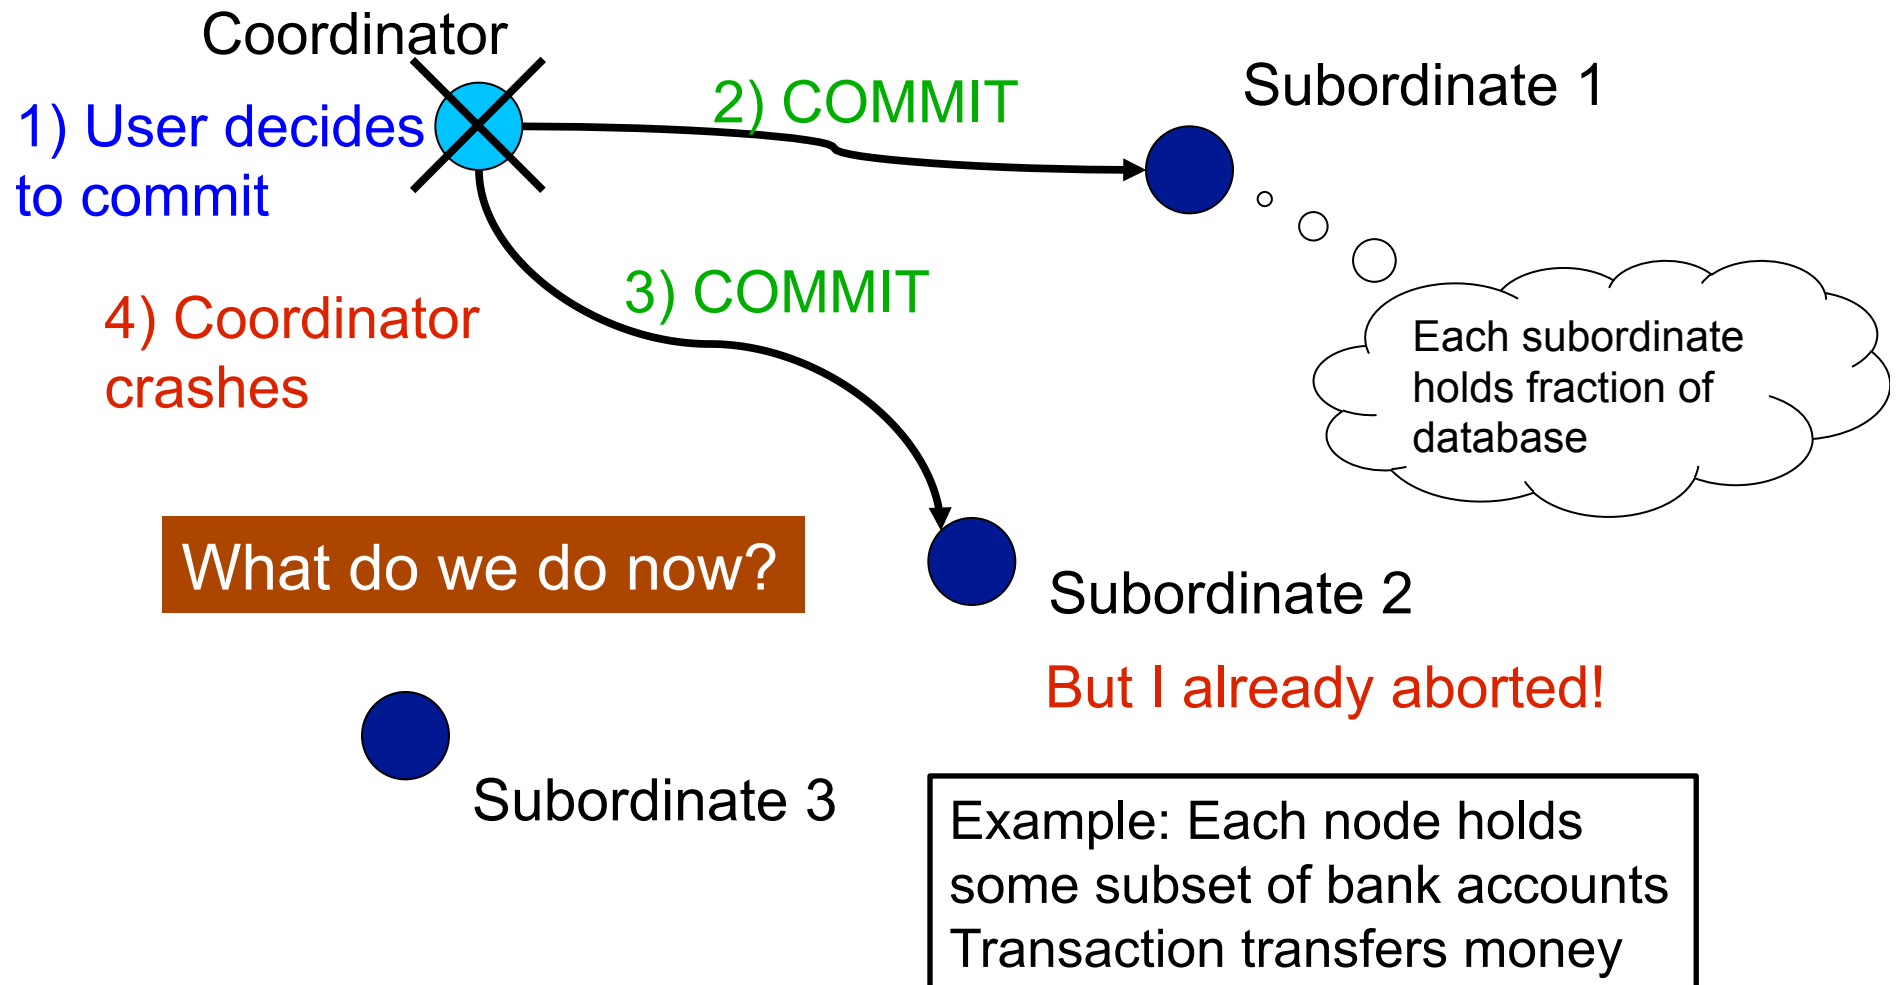 Coordinator
1) User decides
to commit
2) COMMIT
Subordinate 1
3) COMMIT
4) Coordinator
crashes
Each subordinate
holds fraction of
database
What do we do now?
Subordinate 2
But I already aborted!
Subordinate 3
Example: Each node holds
some subset of bank accounts
Transaction transfers money